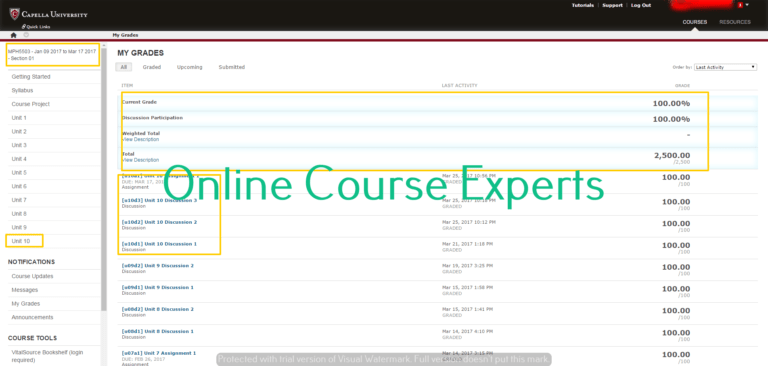 CAPELLA UNIVERSITY
Quick Links
Tutorials | Support | Log Out
COURSES RESOURCES
My Grades
MPH5503 - Jan 09 2017 to Mar 17 2017
- Section 01
Getting Started
Syllabus
Course Project
Unit 1
Unit 2
Unit 3
Unit 4
Unit 5
Unit 6
Unit 7
Unit 8
Unit 9
Unit 10
NOTIFICATIONS
Course Updates
Messages
My Grades
Announcements
COURSE TOOLS
VitalSource Bookshelf (login
required)
MY GRADES
All Graded Upcoming Submitted
Order by: Last Activity
ITEM LAST ACTIVITY GRADE
Current Grade 100.00%
Discussion Participation 100.00%
Weighted Total -
View Description
Total 2,500.00
View Description /2,500
Unit 10 Assignment 1 Mar 25, 2017 10:56 PM 100.00
DUE: MAR 17, GRADED /100
Assignment
Online Course Experts
[u10d3] Unit 10 Discussion 3 Mar 25, 2017 10:16 PM 100.00
Discussion GRADED /100
[u10d2] Unit 10 Discussion 2 Mar 25, 2017 10:12 PM 100.00
Discussion GRADED /100
[u10d1] Unit 10 Discussion 1 Mar 21, 2017 1:18 PM 100.00
Discussion GRADED /100
[u09d2] Unit 9 Discussion 2 Mar 19, 2017 3:25 PM 100.00
Discussion GRADED /100
[u09d1] Unit 9 Discussion 1 Mar 15, 2017 1:58 PM 100.00
Discussion GRADED /100
[u08d2] Unit 8 Discussion 2 Mar 15, 2017 1:41 PM 100.00
Discussion GRADED /100
[u08d1] Unit 8 Discussion 1 Mar 14, 2017 4:10 PM 100.00
Discussion GRADED /100
[u07a1] Unit 7 Assignment 1 Mar 14, 2017 3:15 PM 100.00
DUE: FEB 26, 2017 GRADED /100
Assignment
Protected with trial version of Visual Watermark. Full version doesn't put this mark.